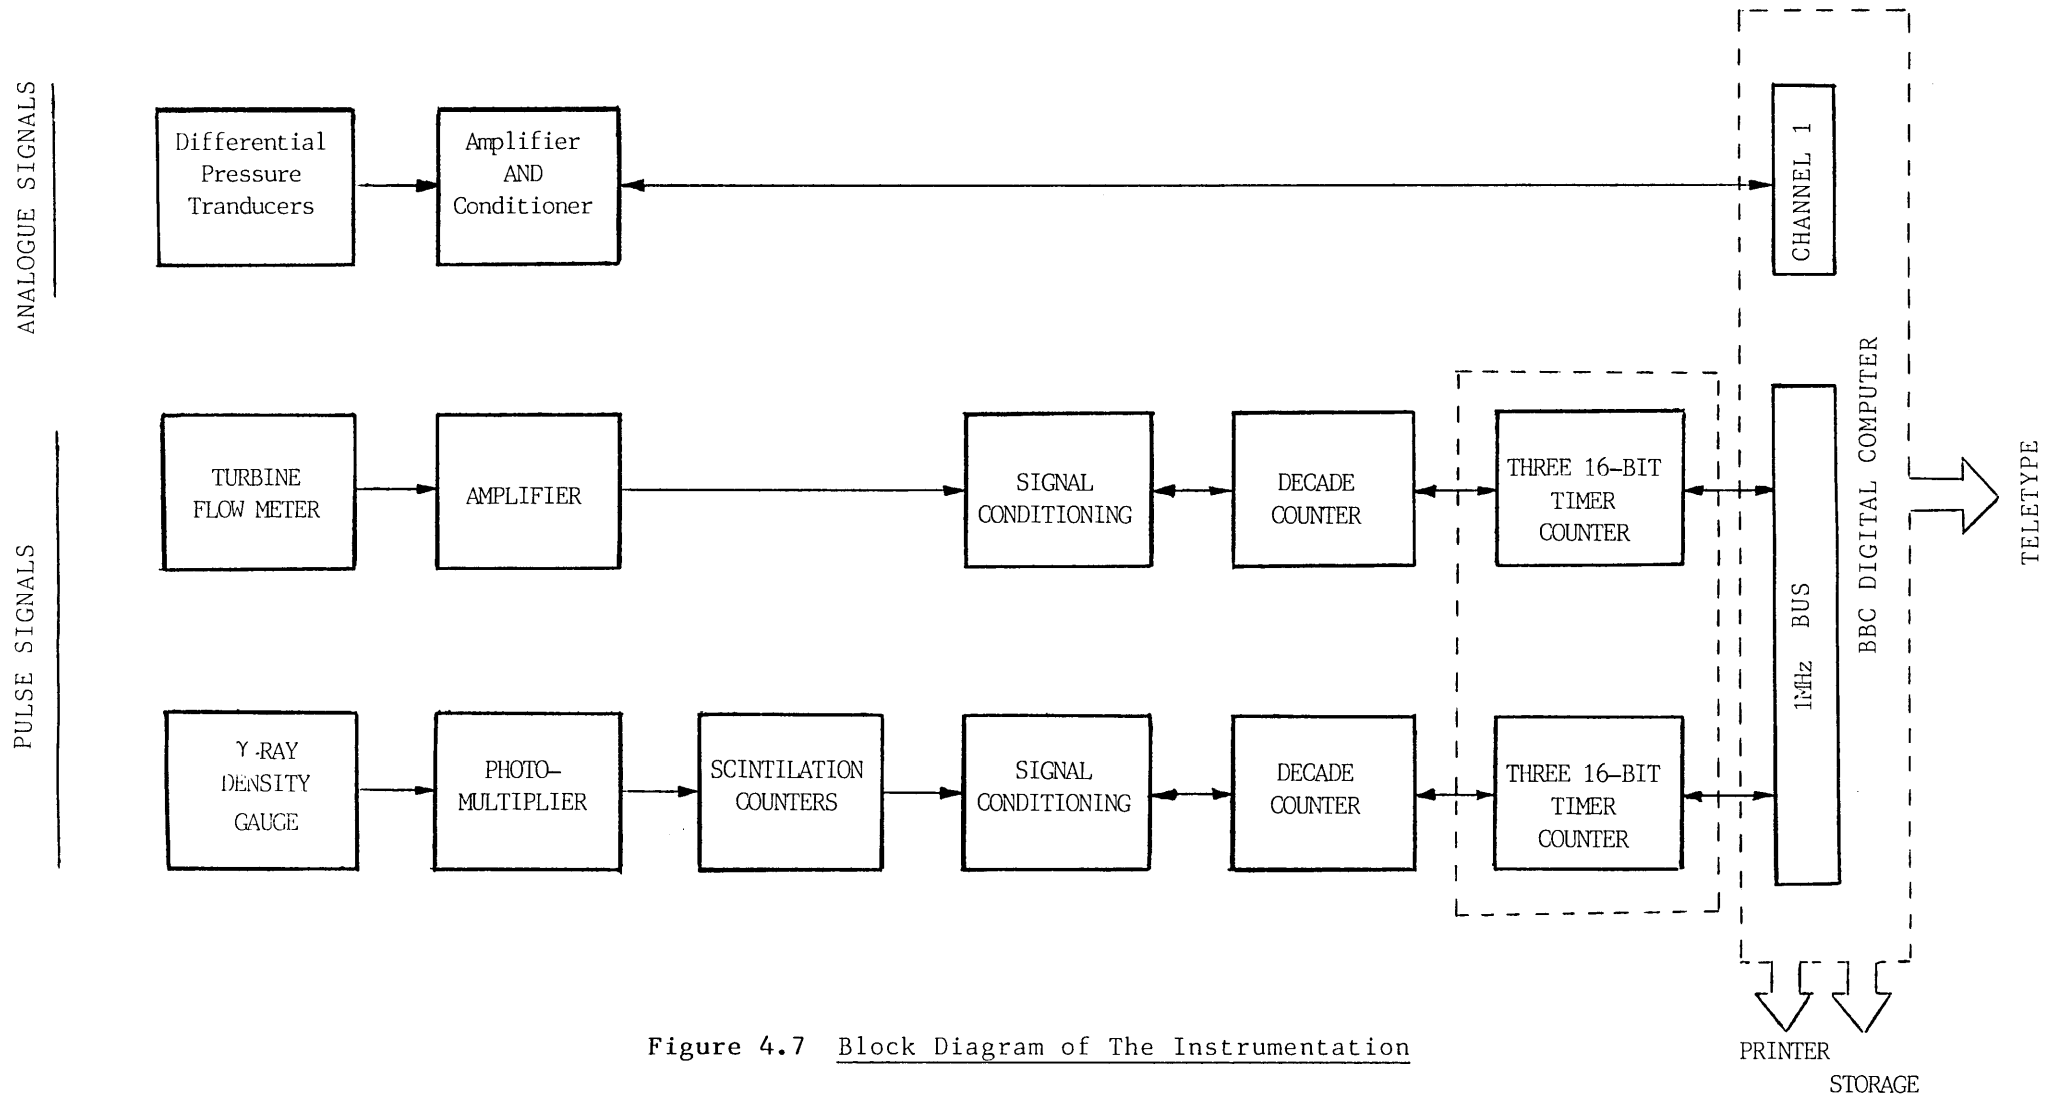 ANALOGUE SIGNALS
Differential
Pressure
Tranducers
Amplifier
AND
Conditioner
CHANNEL 1
PULSE SIGNALS
TURBINE
FLOW METER
AMPLIFIER
SIGNAL
CONDITIONING
DECADE
COUNTER
THREE 16-BIT
TIMER
COUNTER
γ-RAY
DENSITY
GAUGE
PHOTO-
MULTIPLIER
SCINTILATION
COUNTERS
SIGNAL
CONDITIONING
DECADE
COUNTER
THREE 16-BIT
TIMER
COUNTER
1MHz BUS
BBC DIGITAL COMPUTER
TELETYPE
PRINTER
STORAGE
Figure 4.7 Block Diagram of The Instrumentation